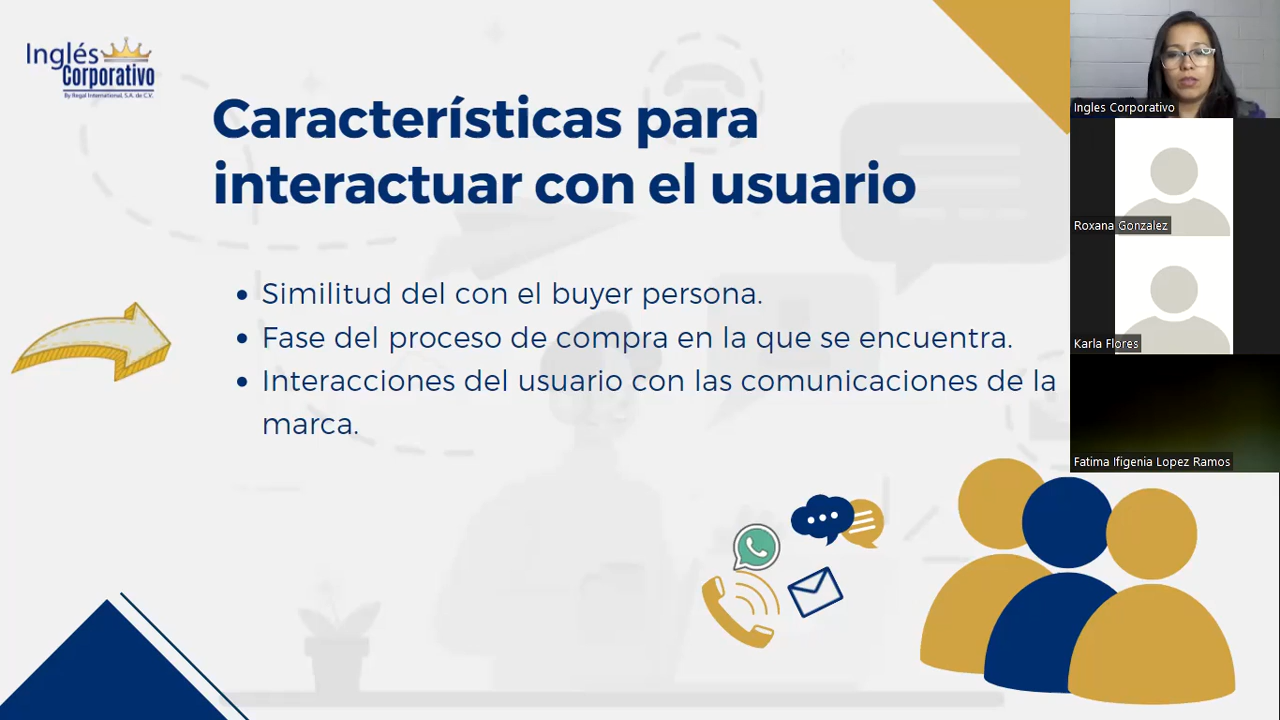 Inglés
Corporativo
By Regal International, S.A. de C.V.
Características para
interactuar con el usuario
Similitud del con el buyer persona.
Fase del proceso de compra en la que se encuentra.
Interacciones del usuario con las comunicaciones de la
marca.
Ingles Corporativo
Roxana Gonzalez
Karla Flores
Fatima Ifigenia Lopez Ramos